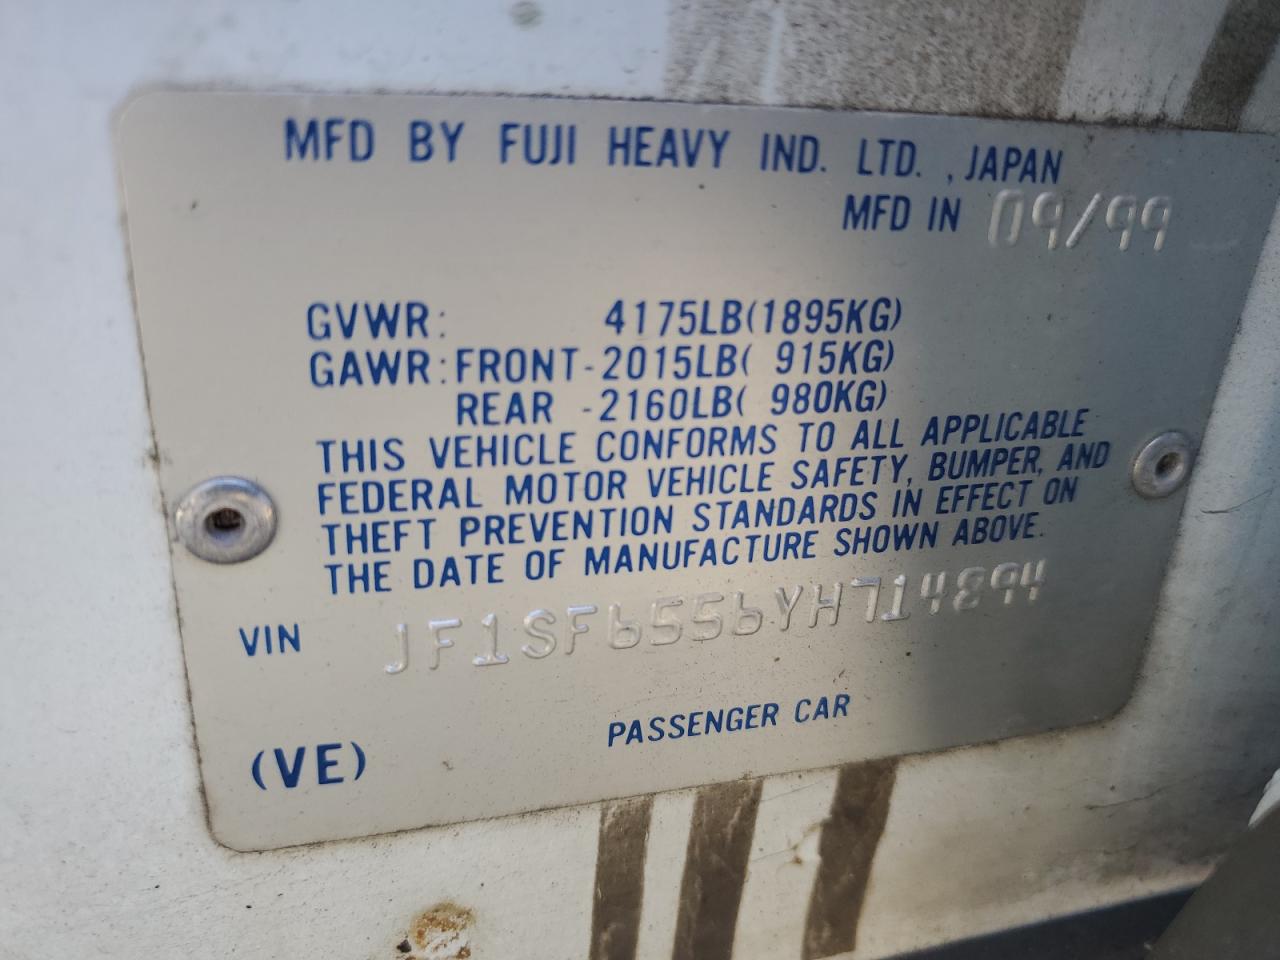 MFD BY FUJI HEAVY IND. LTD. , JAPAN
MFD IN 09/99
GVWR: 4175LB(1895KG)
GAWR:FRONT-2015LB( 915KG)
REAR -2160LB( 980KG)
THIS VEHICLE CONFORMS TO ALL APPLICABLE
FEDERAL MOTOR VEHICLE SAFETY, BUMPER, AND
THEFT PREVENTION STANDARDS IN EFFECT ON
THE DATE OF MANUFACTURE SHOWN ABOVE.
VIN JF1SF6556YH714894
PASSENGER CAR
(VE)